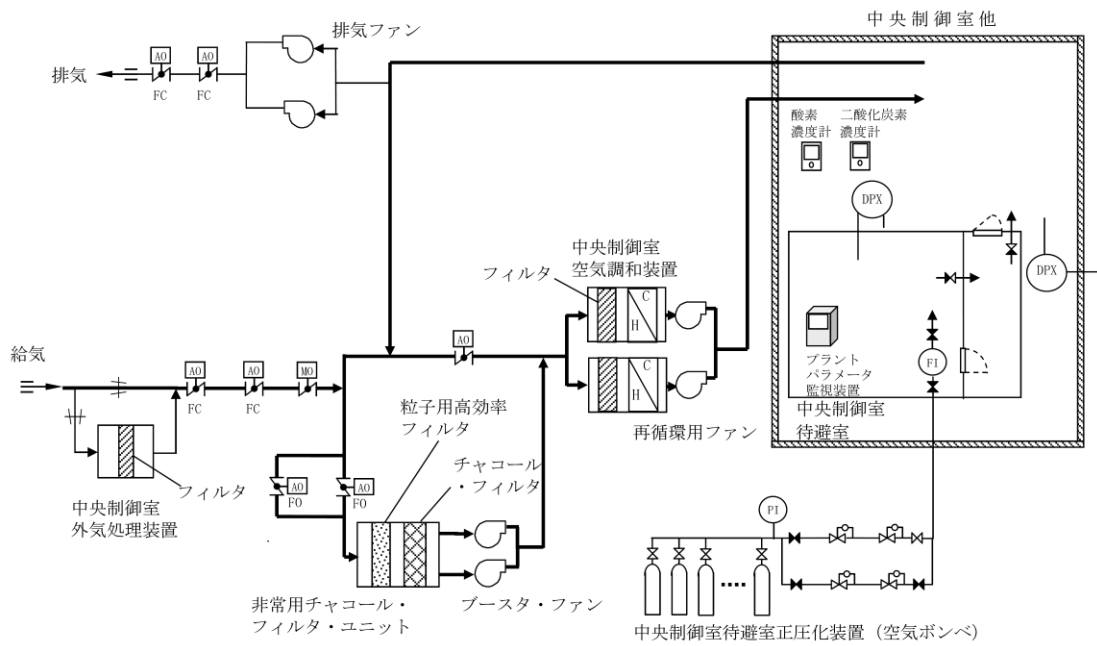 中央制御室他
排気ファン
AO
AO
排気
FC
FC
酸素
濃度計
二酸化炭素
濃度計
DPX
DPX
中央制御室
空気調和装置
フィルタ
C
H
C
H
AO
FI
プラント
パラメータ
監視装置
中央制御室
待避室
給気
AO
AO
MO
FC
FC
粒子用高効率
フィルタ
再循環用ファン
チャコール
・フィルタ
AO
FO
AO
FO
フィルタ
中央制御室
外気処理装置
PI
非常用チャコール・
フィルタ・ユニット
ブースタ・ファン
中央制御室待避室正圧化装置（空気ボンベ）